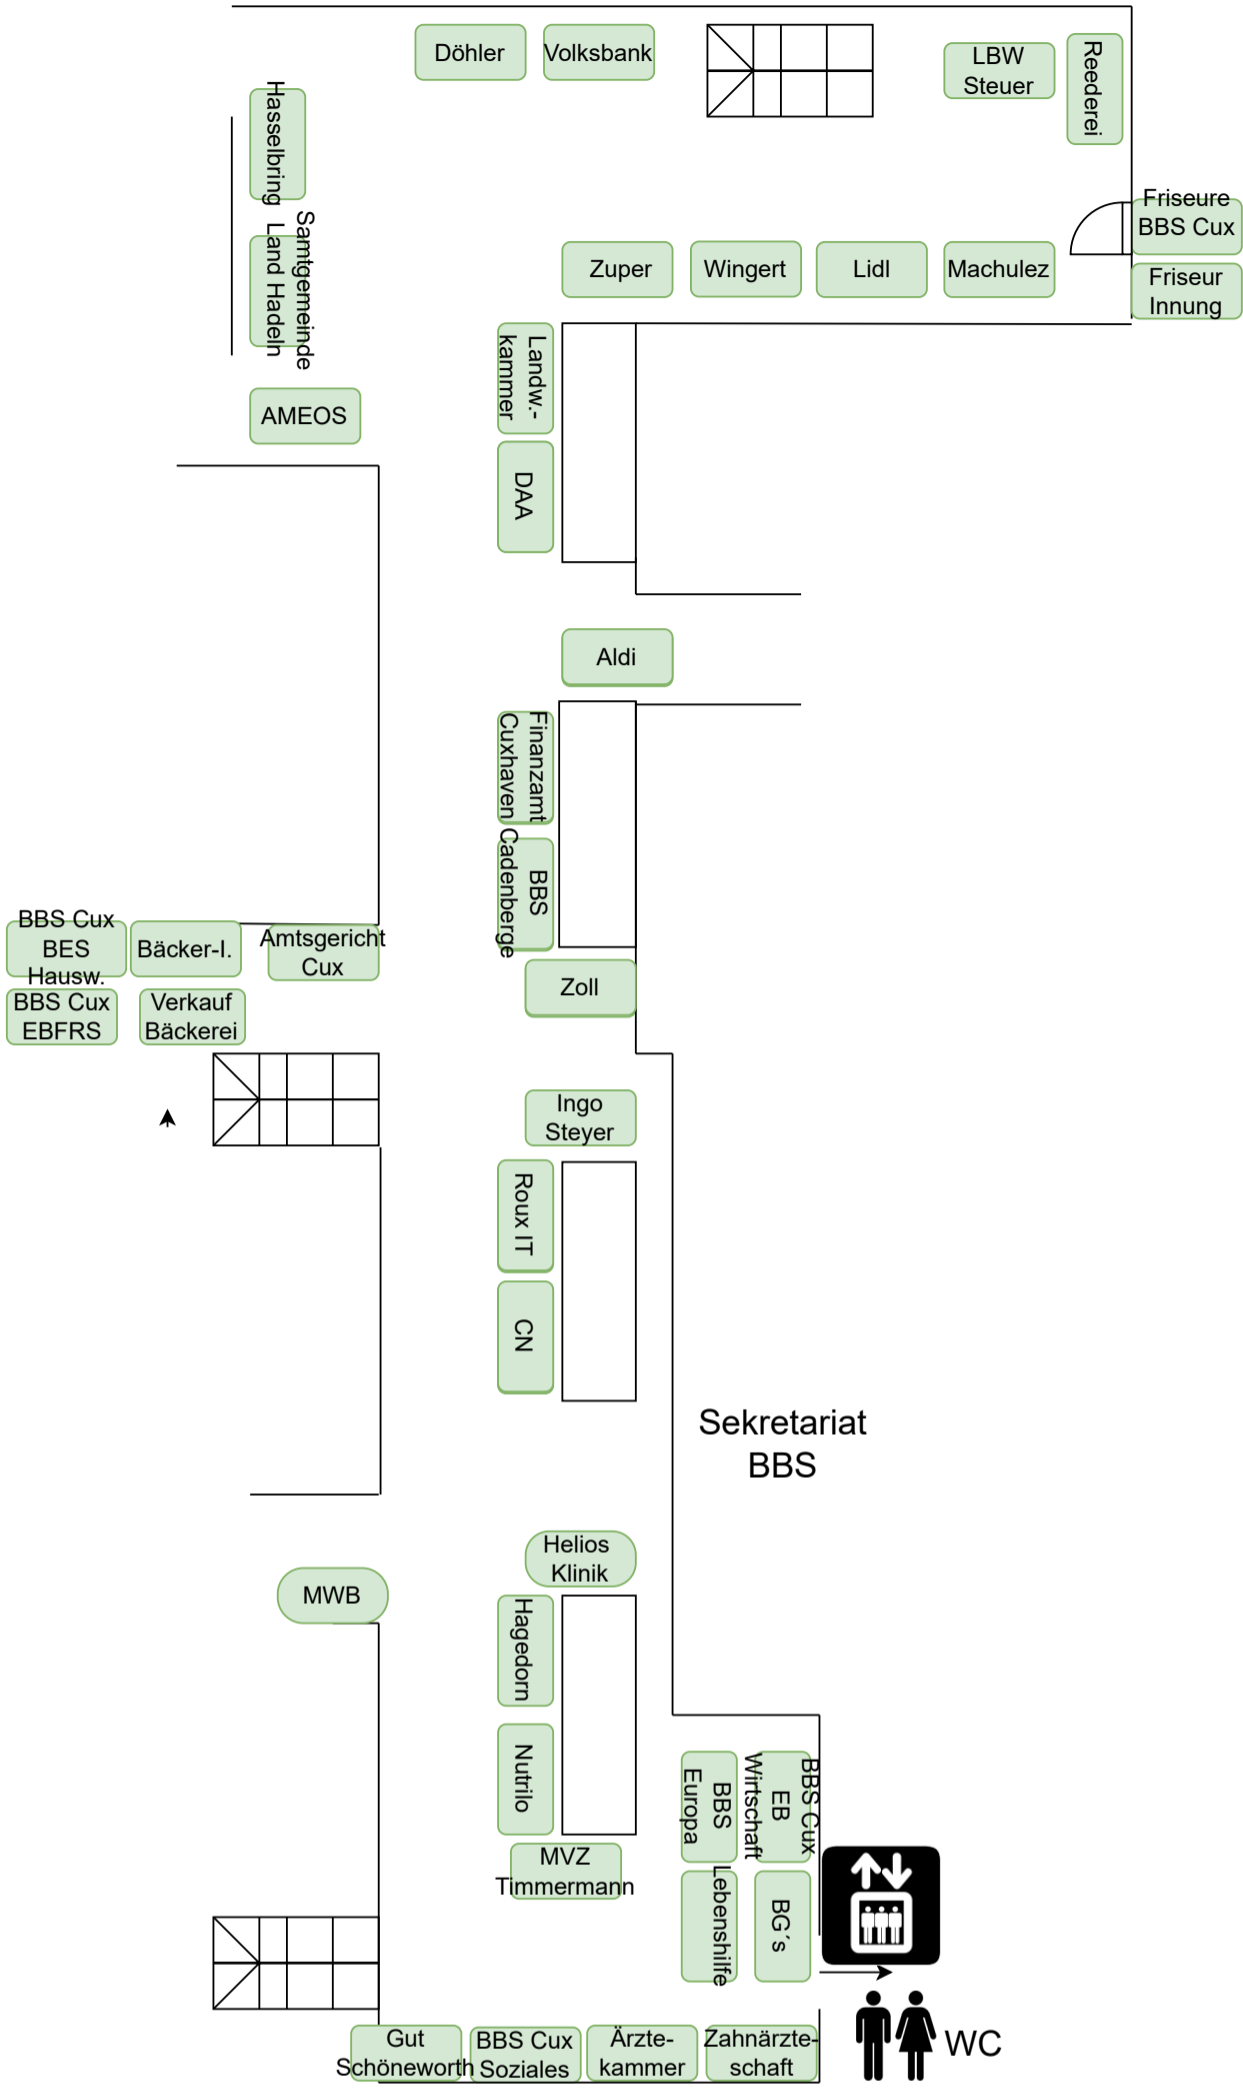 Döhler
Volksbank
LBW
Steuer
Reederei
Hasselbring
Samtgemeinde
Land Hadeln
Friseure
BBS Cux
Friseur
Innung
Zuper
Wingert
Lidl
Machulez
Landw.-
kammer
AMEOS
DAA
Aldi
Finanzamt
Cuxhaven
BBS
Cadenberge
BBS Cux
BES
Hausw.
Bäcker-I.
Amtsgericht
Cux
Zoll
BBS Cux
EBFRS
Verkauf
Bäckerei
Ingo
Steyer
Roux IT
CN
Sekretariat
BBS
Helios
Klinik
MWB
Hagedorn
Nutrilo
BBS
Europa
BBS Cux
EB
Wirtschaft
MVZ
Timmermann
Lebenshilfe
BG´s
Gut
Schöneworth
BBS Cux
Soziales
Ärzte-
kammer
Zahnärzte-
schaft
WC